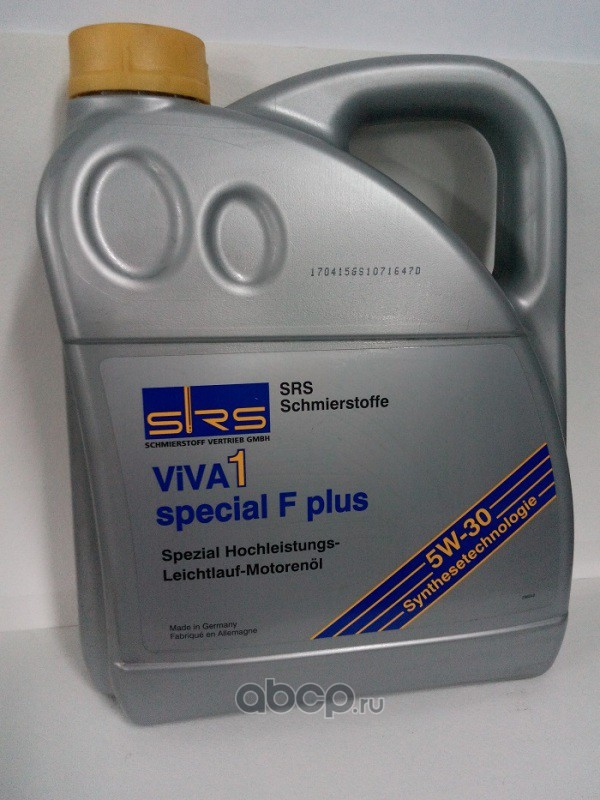 170415GS10716470
SRS
SCHMIERSTOFF VERTRIEB GMBH
SRS
Schmierstoffe
ViVA1
special F plus
Spezial Hochleistungs-
Leichtlauf-Motorenöl
5W-30
Synthesetechnologie
Made in Germany
Fabriqué en Allemagne
abcp.ru